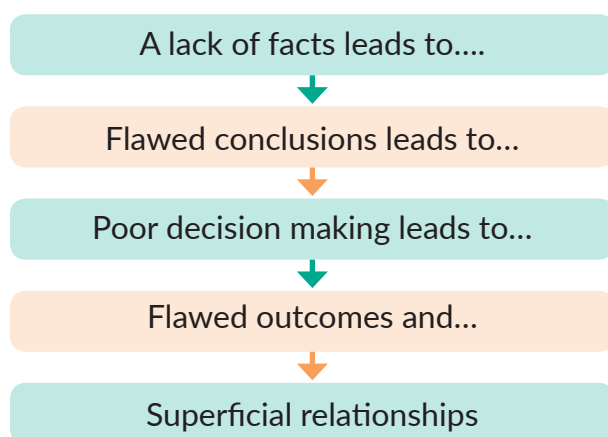 A lack of facts leads to....
Flawed conclusions leads to...
Poor decision making leads to...
Flawed outcomes and...
Superficial relationships